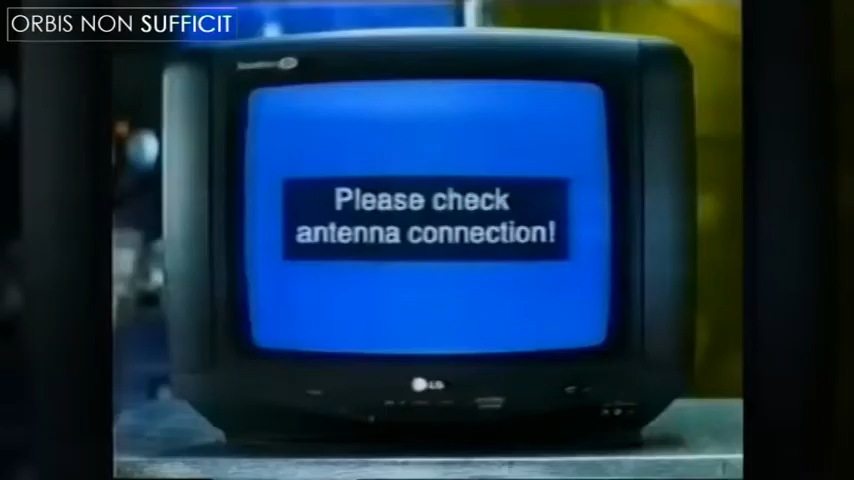 ORBIS NON SUFFICIT
Please check
antenna connection!
LG